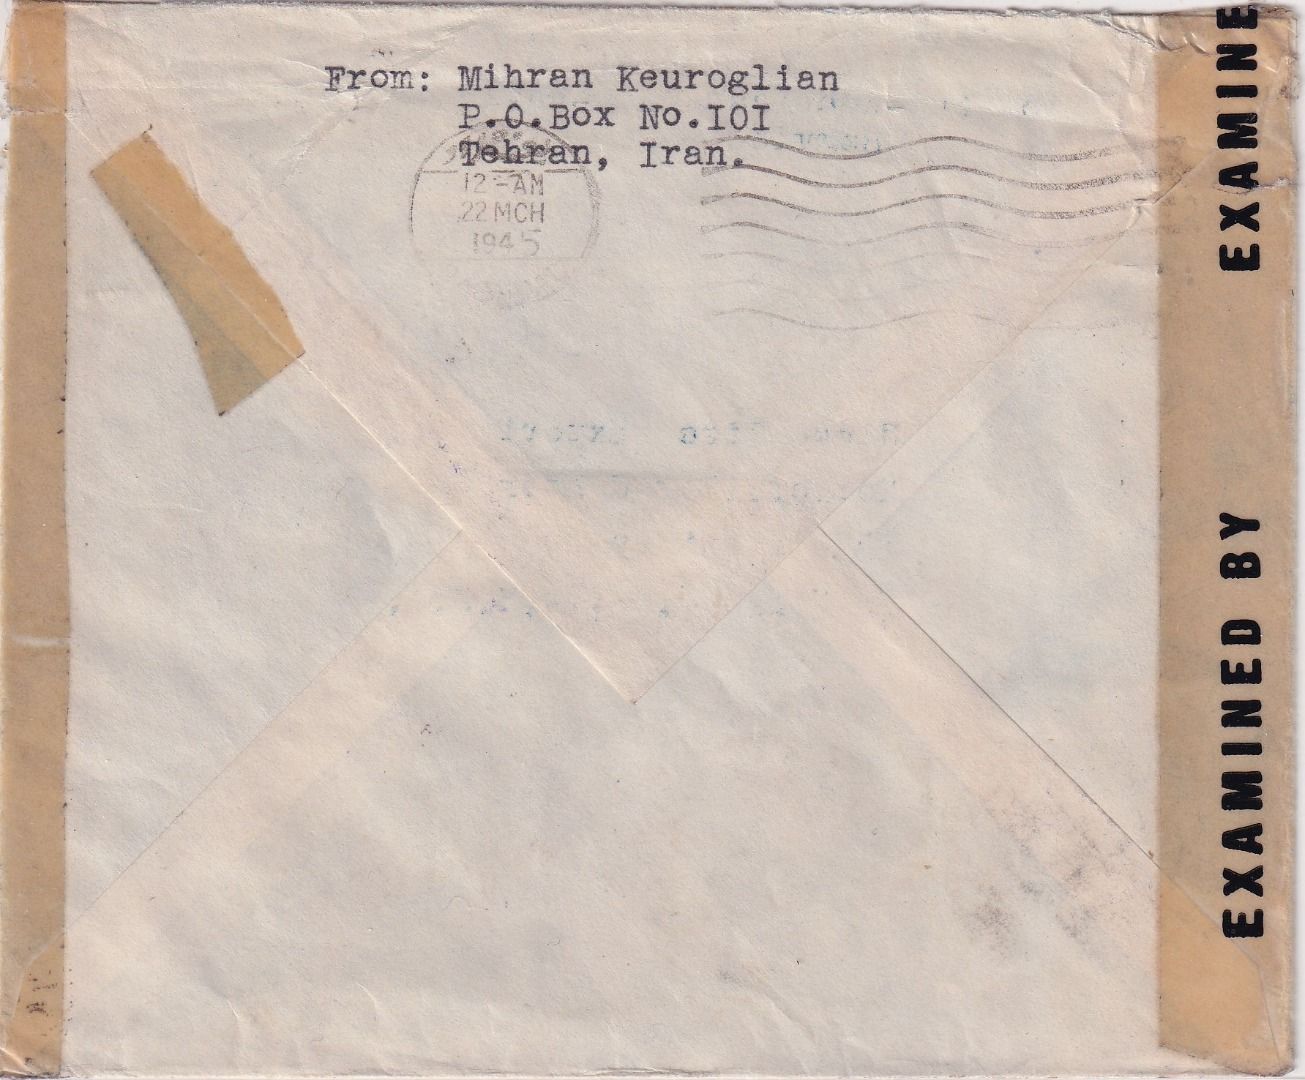 From: Mihran Keuroglian
P.O.Box No.IOI
Tehran, Iran.
12-AM
22 MCH
1945
EXAMINED BY
EXAMINE